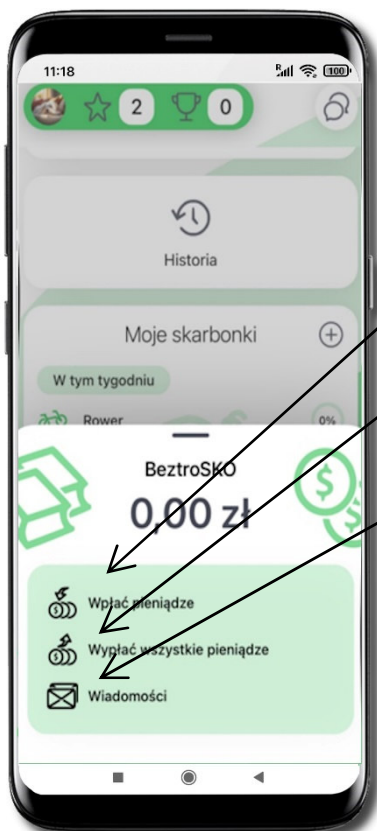 11:18
R
100
2
0
Historia
Moje skarbonki
W tym tygodniu
Rower
0%
BeztroSKO
0,00 zł
Wpłać pieniądze
Wypłać wszystkie pieniądze
Wiadomości